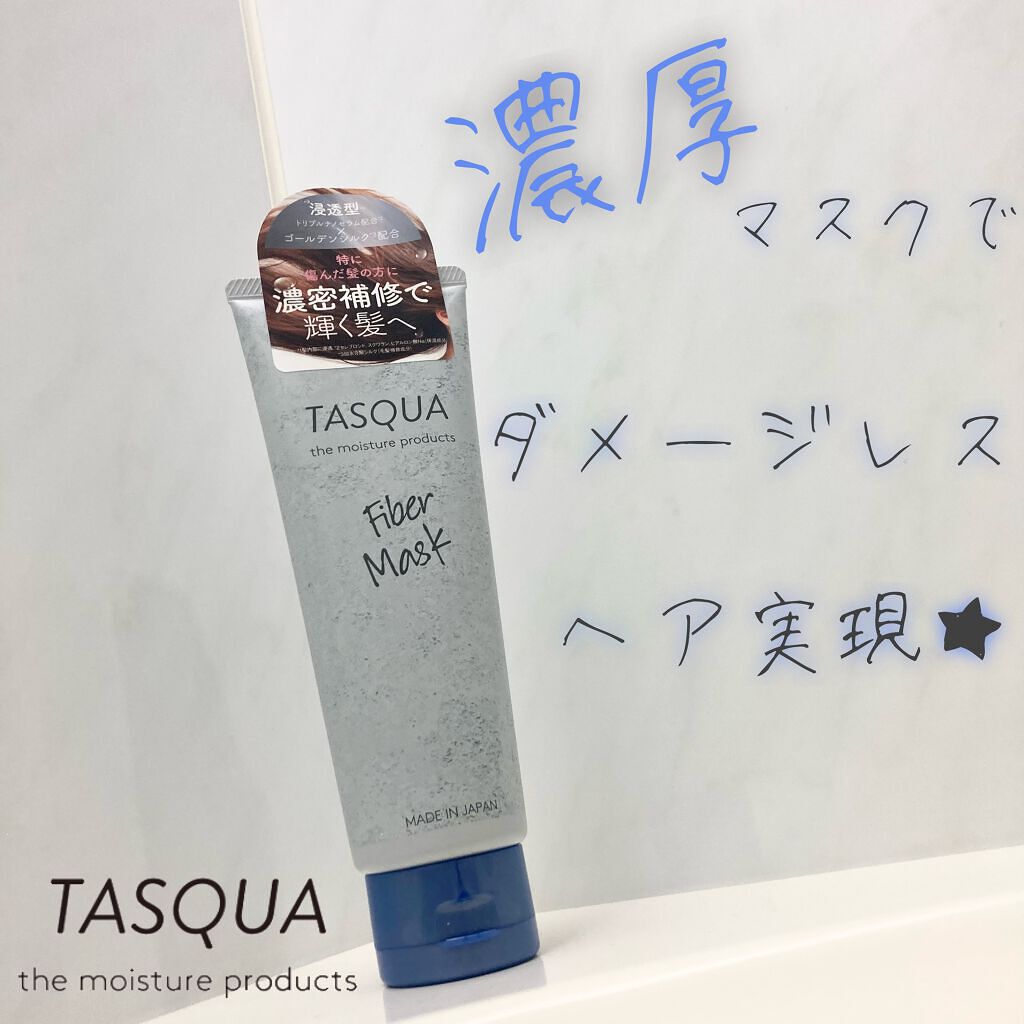 濃厚マスクで
ダメージレス
ヘア実現★
浸透型*¹
トリプルナノセラム配合*²
×
ゴールデンシルク*³配合
特に
傷んだ髪の方に
濃密補修で
輝く髪へ
TASQUA
the moisture products
Fiber
Mask
MADE IN JAPAN
TASQUA
the moisture products